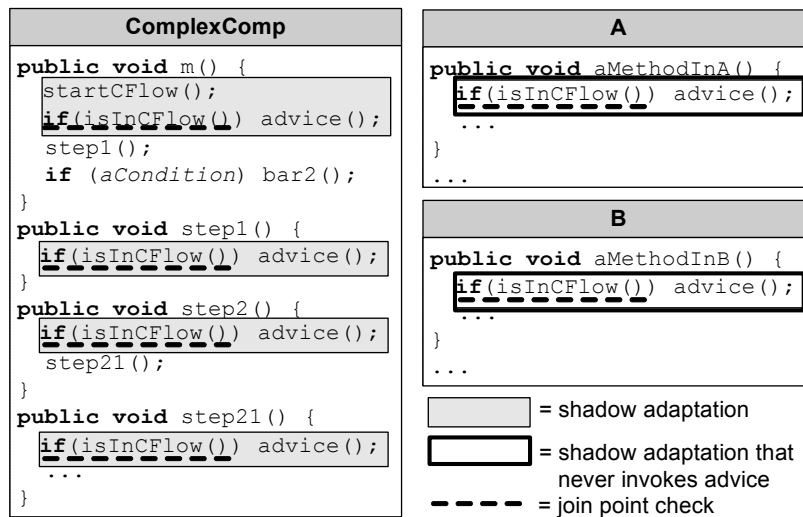 ComplexComp
public void m() {
startCFlow();
if(isInCFlow()) advice();
step1();
if (aCondition) bar2();
}
public void step1() {
if(isInCFlow()) advice();
}
public void step2() {
if(isInCFlow()) advice();
step21();
}
public void step21() {
if(isInCFlow()) advice();
...
}
A
public void aMethodInA() {
if(isInCFlow()) advice();
...
}
...
B
public void aMethodInB() {
if(isInCFlow()) advice();
...
}
...
= shadow adaptation
= shadow adaptation that
never invokes advice
= join point check